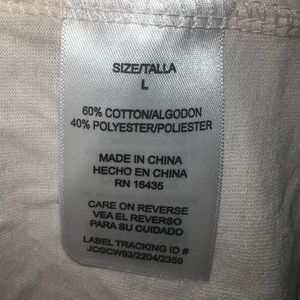 SIZE/TALLA
L
60% COTTON/ALGODON
40% POLYESTER/POLIESTER
MADE IN CHINA
HECHO EN CHINA
RN 16435
CARE ON REVERSE
VEA EL REVERSO
PARA SU CUIDADO
LABEL TRACKING ID #
JCGCW93/2204/2359